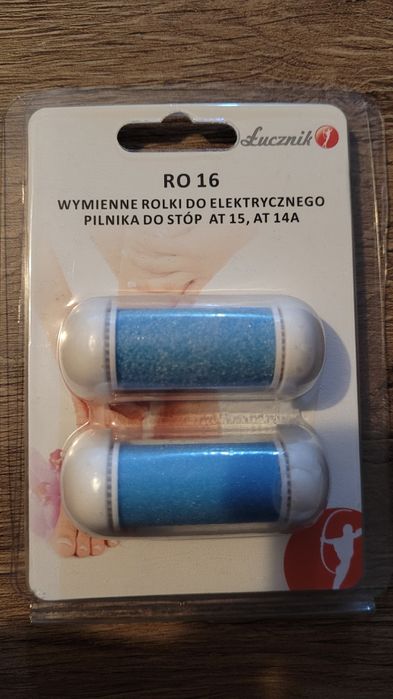 Łucznik
RO 16
WYMIENNE ROLKI DO ELEKTRYCZNEGO
PILNIKA DO STÓP AT 15, AT 14A